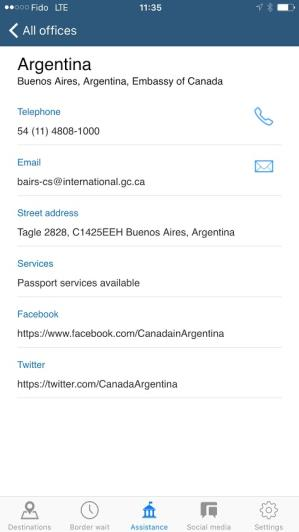 Fido LTE 11:35
All offices
Argentina
Buenos Aires, Argentina, Embassy of Canada
Telephone
54 (11) 4808-1000
Email
bairs-cs@international.gc.ca
Street address
Tagle 2828, C1425EEH Buenos Aires, Argentina
Services
Passport services available
Facebook
https://www.facebook.com/CanadainArgentina
Twitter
https://twitter.com/CanadaArgentina
Destinations Border wait Assistance Social media Settings